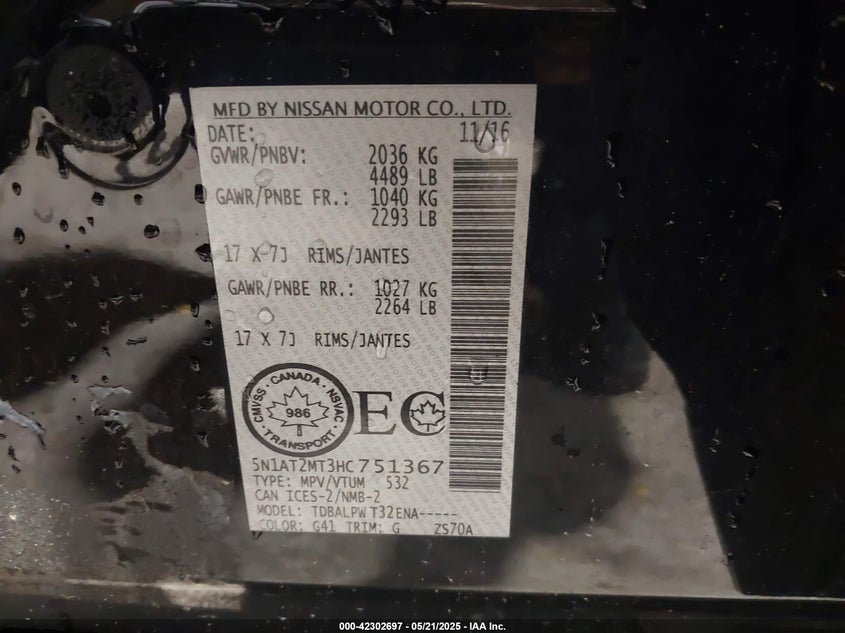 MFD BY NISSAN MOTOR CO., LTD.
DATE: 11/16
GVWR/PNBV: 2036 KG
4489 LB
GAWR/PNBE FR.: 1040 KG
2293 LB
17 X 7J RIMS/JANTES
GAWR/PNBE RR.: 1027 KG
2264 LB
17 X 7J RIMS/JANTES
CMVSS · CANADA · NSVAC
986
TRANSPORT
EC
5N1AT2MT3HC751367
TYPE: MPV/VTUM 532
CAN ICES-2/NMB-2
MODEL: TDBALPW T32ENA-----
COLOR: G41 TRIM: G ZS70A
000-42302697 - 05/21/2025 - IAA Inc.